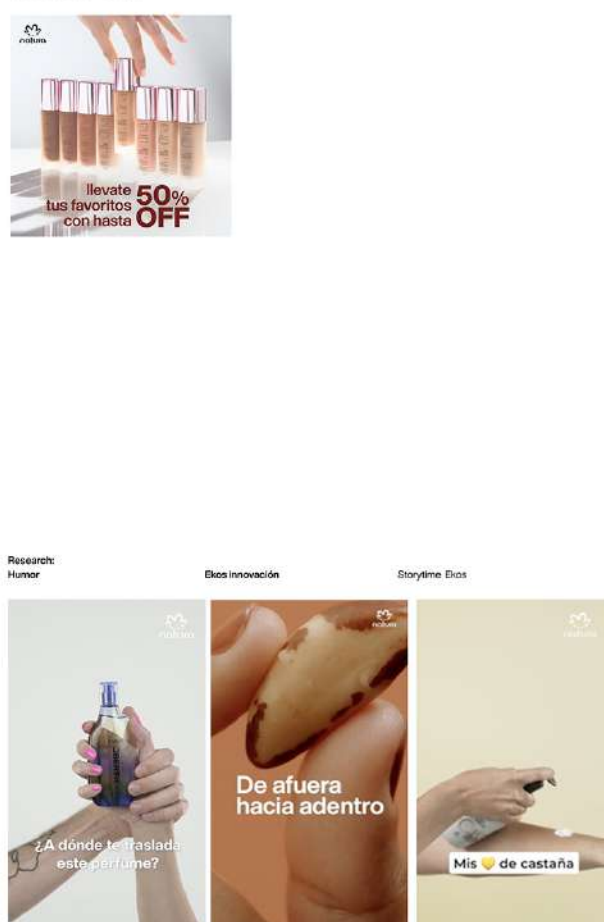 natura
llevate
tus favoritos
con hasta
50%
OFF
Research:
Humor
Ekos innovación
Storytime Ekos
natura
¿A dónde te traslada
este perfume?
natura
De afuera
hacia adentro
natura
Mis 💛 de castaña